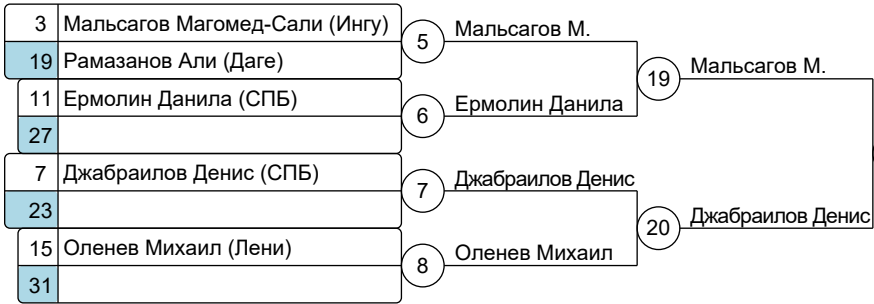 3 Мальсагов Магомед-Сали (Ингу)
19 Рамазанов Али (Даге)
11 Ермолин Данила (СПБ)
27
7 Джабраилов Денис (СПБ)
23
15 Оленев Михаил (Лени)
31
5 Мальсагов М.
6 Ермолин Данила
7 Джабраилов Денис
8 Оленев Михаил
19 Мальсагов М.
20 Джабраилов Денис